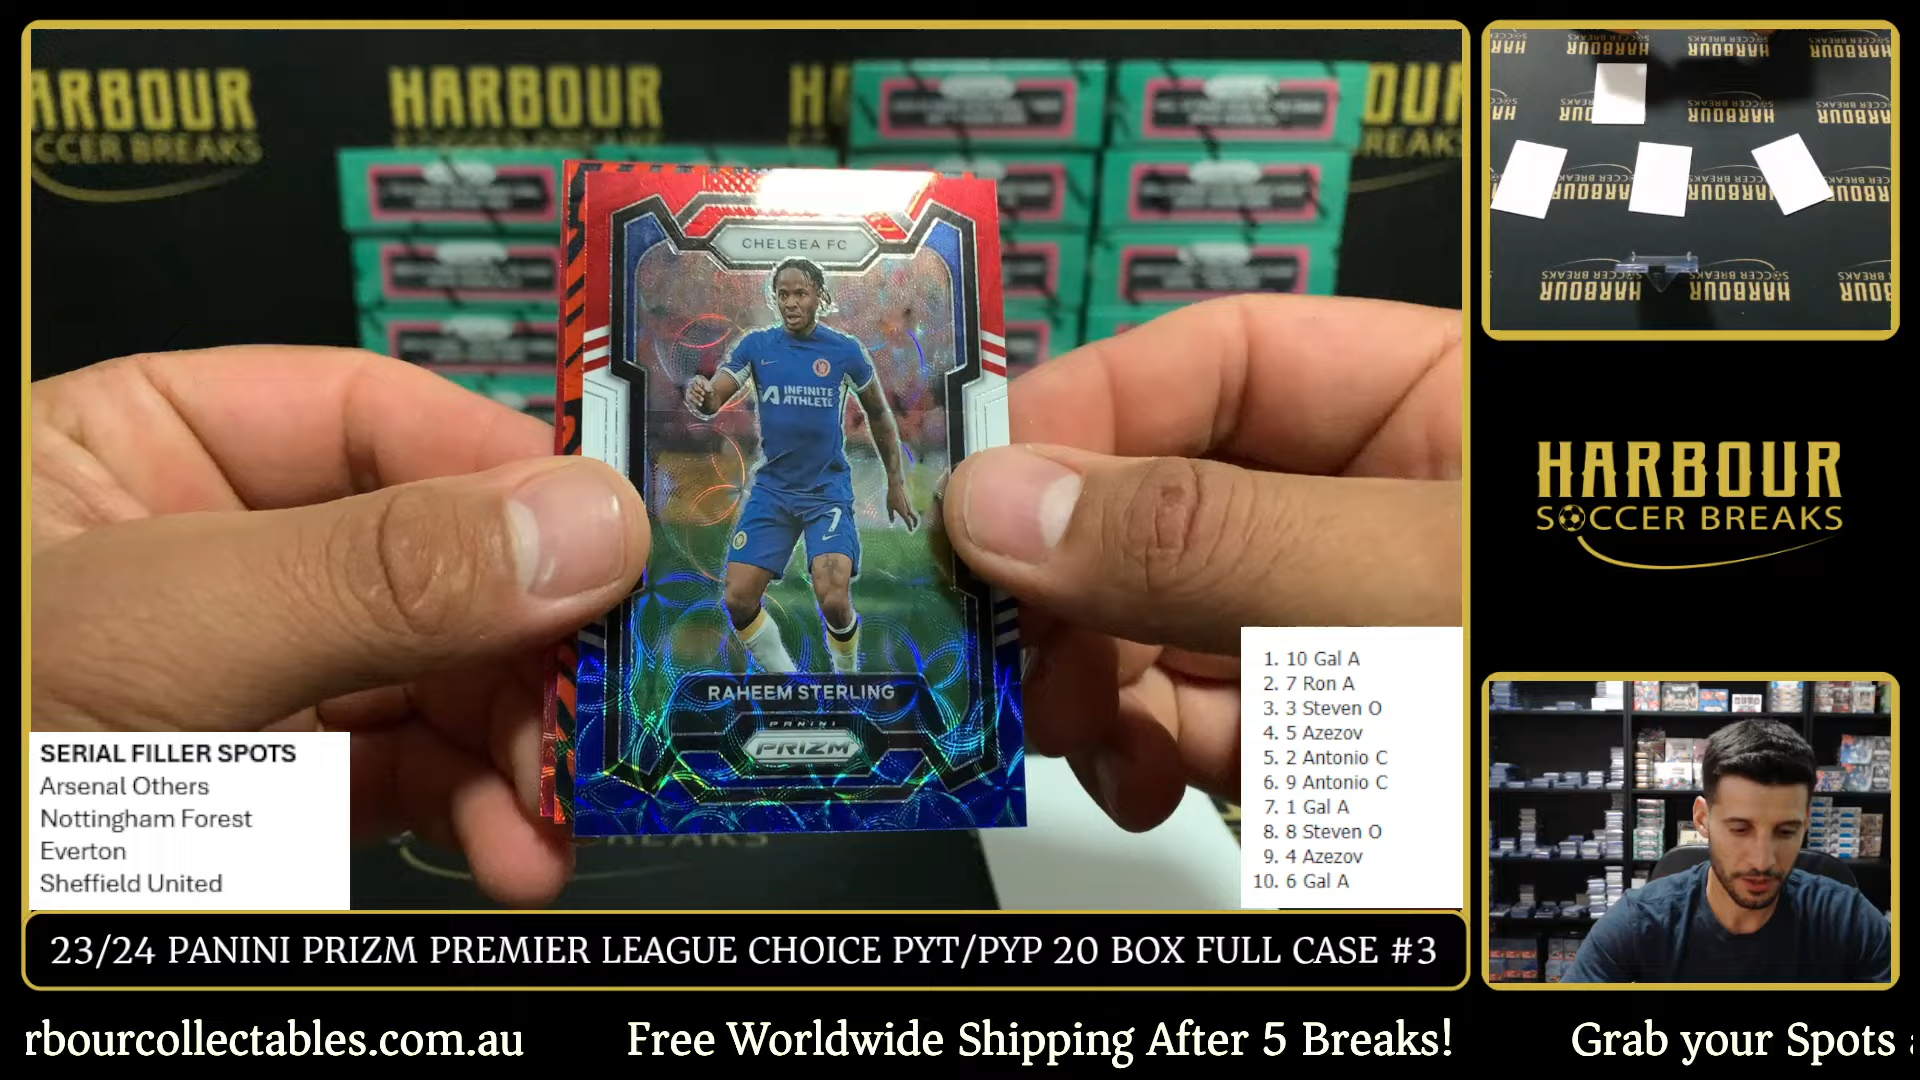 HARBOUR
SOCCER BREAKS
CHELSEA FC
INFINITE
ATHLETE
7
RAHEEM STERLING
PANINI
PRIZM
SERIAL FILLER SPOTS
Arsenal Others
Nottingham Forest
Everton
Sheffield United
1. 10 Gal A
2. 7 Ron A
3. 3 Steven O
4. 5 Azezov
5. 2 Antonio C
6. 9 Antonio C
7. 1 Gal A
8. 8 Steven O
9. 4 Azezov
10. 6 Gal A
HARBOUR
SOCCER BREAKS
23/24 PANINI PRIZM PREMIER LEAGUE CHOICE PYT/PYP 20 BOX FULL CASE #3
rbourcollectables.com.au Free Worldwide Shipping After 5 Breaks! Grab your Spots